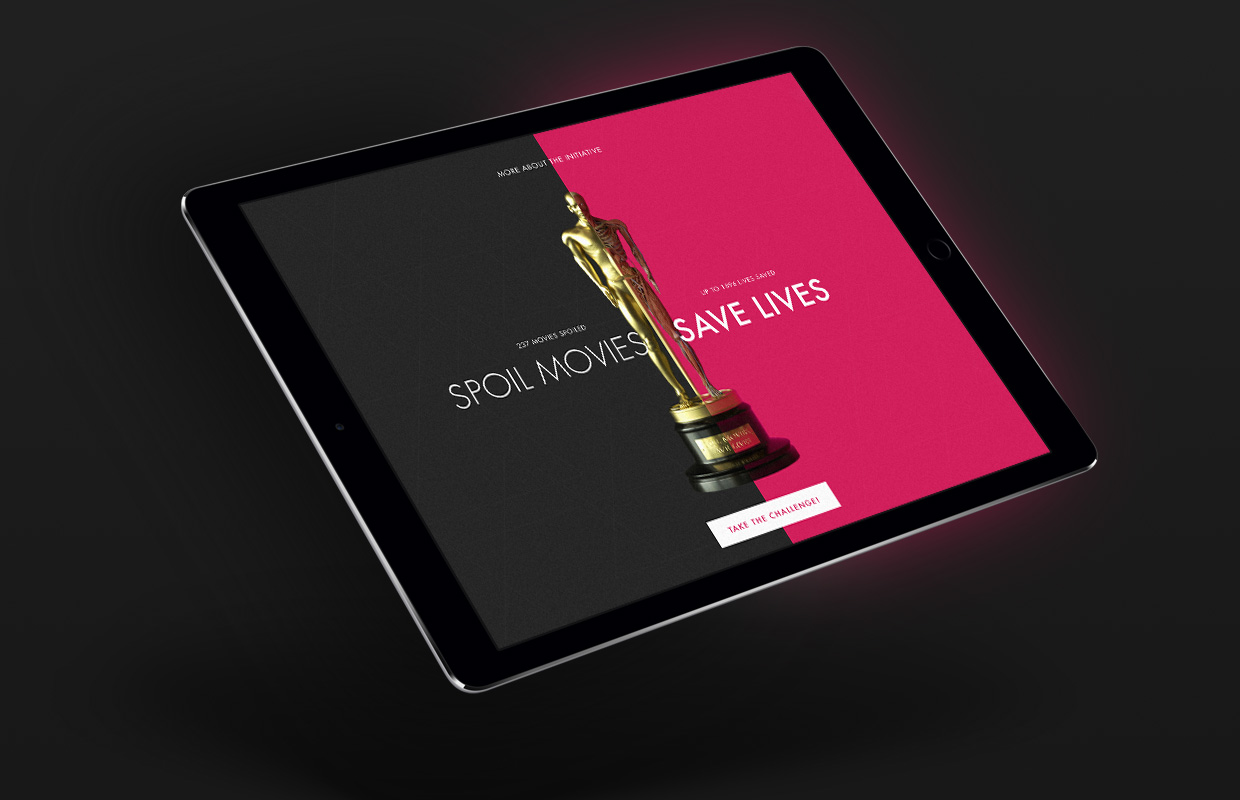 MORE ABOUT THE INITIATIVE
237 MOVIES SPOILED
SPOIL MOVIES
UP TO 1896 LIVES SAVED
SAVE LIVES
TAKE THE CHALLENGE!